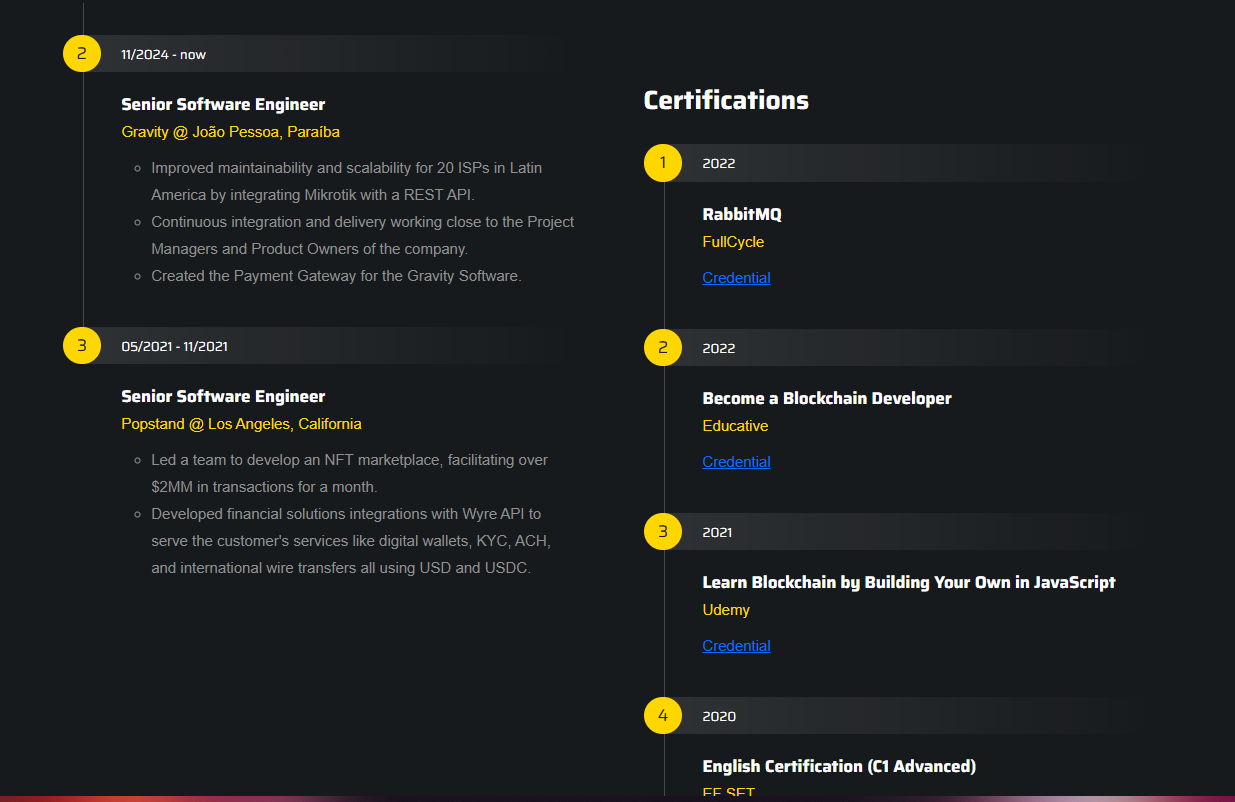 2
11/2024 - now
Senior Software Engineer
Gravity @ João Pessoa, Paraíba
Improved maintainability and scalability for 20 ISPs in Latin
America by integrating Mikrotik with a REST API.
Continuous integration and delivery working close to the Project
Managers and Product Owners of the company.
Created the Payment Gateway for the Gravity Software.
3
05/2021 - 11/2021
Senior Software Engineer
Popstand @ Los Angeles, California
Led a team to develop an NFT marketplace, facilitating over
$2MM in transactions for a month.
Developed financial solutions integrations with Wyre API to
serve the customer's services like digital wallets, KYC, ACH,
and international wire transfers all using USD and USDC.
Certifications
1
2022
RabbitMQ
FullCycle
Credential
2
2022
Become a Blockchain Developer
Educative
Credential
3
2021
Learn Blockchain by Building Your Own in JavaScript
Udemy
Credential
4
2020
English Certification (C1 Advanced)
EF SET